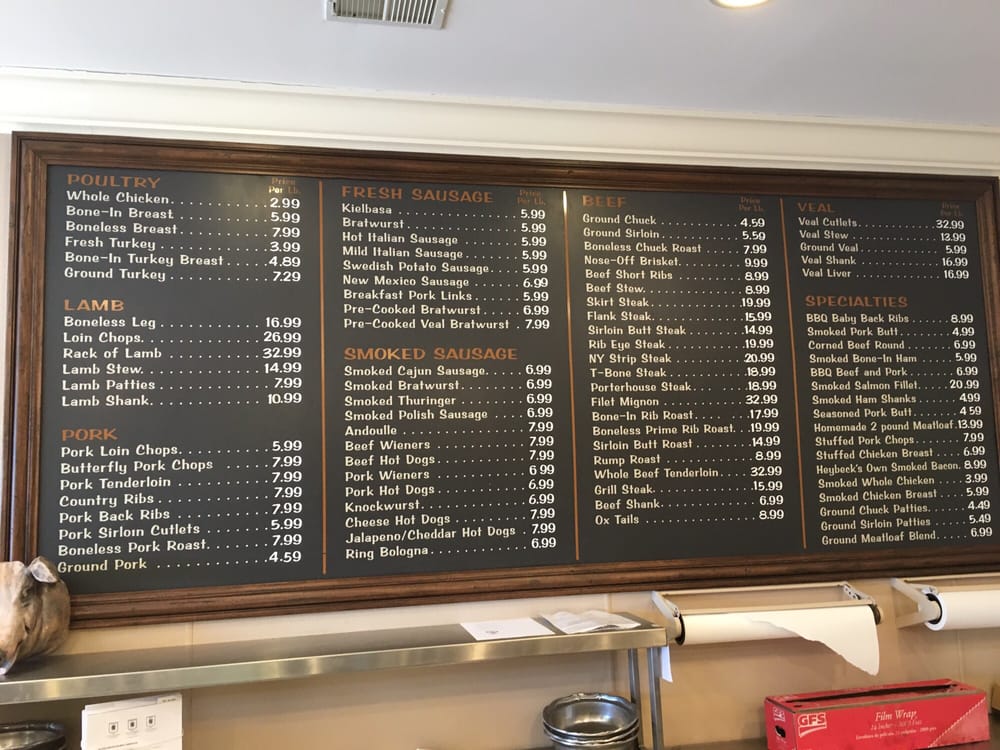 POULTRY Price Per Lb.
Whole Chicken. . . . . . . . . . . 2.99
Bone-In Breast . . . . . . . . . . 5.99
Boneless Breast . . . . . . . . . . 7.99
Fresh Turkey . . . . . . . . . . . 3.99
Bone-In Turkey Breast . . . . . 4.89
Ground Turkey . . . . . . . . . . 7.29
LAMB
Boneless Leg . . . . . . . . . . . 16.99
Loin Chops. . . . . . . . . . . . 26.99
Rack of Lamb . . . . . . . . . . 32.99
Lamb Stew. . . . . . . . . . . . 14.99
Lamb Patties . . . . . . . . . . . 7.99
Lamb Shank. . . . . . . . . . . 10.99
PORK
Pork Loin Chops. . . . . . . . . 5.99
Butterfly Pork Chops . . . . . . 7.99
Pork Tenderloin . . . . . . . . . 7.99
Country Ribs . . . . . . . . . . . 7.99
Pork Back Ribs . . . . . . . . . 7.99
Pork Sirloin Cutlets . . . . . . . 5.99
Boneless Pork Roast. . . . . . . 7.99
Ground Pork . . . . . . . . . . . 4.59
FRESH SAUSAGE Price Per Lb.
Kielbasa . . . . . . . . . . . . . 5.99
Bratwurst . . . . . . . . . . . . 5.99
Hot Italian Sausage . . . . . . . 5.99
Mild Italian Sausage . . . . . . . 5.99
Swedish Potato Sausage. . . . . 5.99
New Mexico Sausage . . . . . . 6.99
Breakfast Pork Links . . . . . . 5.99
Pre-Cooked Bratwurst . . . . . . 6.99
Pre-Cooked Veal Bratwurst . . 7.99
SMOKED SAUSAGE
Smoked Cajun Sausage. . . . . . 6.99
Smoked Bratwurst . . . . . . . . 6.99
Smoked Thuringer . . . . . . . . 6.99
Smoked Polish Sausage . . . . . 6.99
Andoulle . . . . . . . . . . . . . 7.99
Beef Wieners . . . . . . . . . . . 7.99
Beef Hot Dogs. . . . . . . . . . 7.99
Pork Wieners . . . . . . . . . . 6 99
Pork Hot Dogs. . . . . . . . . . 6.99
Knockwurst. . . . . . . . . . . . 6.99
Cheese Hot Dogs . . . . . . . . 7.99
Jalapeno/Cheddar Hot Dogs . . 7.99
Ring Bologna. . . . . . . . . . . 6.99
BEEF Price Per Lb.
Ground Chuck . . . . . . . . . . 4.59
Ground Sirloin . . . . . . . . . . 5.59
Boneless Chuck Roast . . . . . . 7.99
Nose-Off Brisket. . . . . . . . . 9.99
Beef Short Ribs . . . . . . . . . 8.99
Beef Stew. . . . . . . . . . . . . 8.99
Skirt Steak . . . . . . . . . . . .19.99
Flank Steak. . . . . . . . . . . .15.99
Sirloin Butt Steak . . . . . . . .14.99
Rib Eye Steak . . . . . . . . . .19.99
NY Strip Steak . . . . . . . . . 20.99
T-Bone Steak . . . . . . . . . . .18.99
Porterhouse Steak . . . . . . . .18.99
Filet Mignon . . . . . . . . . . 32.99
Bone-In Rib Roast . . . . . . . .17.99
Boneless Prime Rib Roast. . . .19.99
Sirloin Butt Roast . . . . . . . .14.99
Rump Roast . . . . . . . . . . . 8.99
Whole Beef Tenderloin . . . . . 32.99
Grill Steak. . . . . . . . . . . . .15.99
Beef Shank. . . . . . . . . . . . 6.99
Ox Tails . . . . . . . . . . . . . 8.99
VEAL Price Per Lb.
Veal Cutlets . . . . . . . . . . 32.99
Veal Stew . . . . . . . . . . . . 13.99
Ground Veal . . . . . . . . . . . 5.99
Veal Shank . . . . . . . . . . . 16.99
Veal Liver . . . . . . . . . . . . 16.99
SPECIALTIES
BBQ Baby Back Ribs . . . . . . 8.99
Smoked Pork Butt . . . . . . . . 4.99
Corned Beef Round . . . . . . . 6.99
Smoked Bone-In Ham . . . . . . 5.99
BBQ Beef and Pork . . . . . . . 6.99
Smoked Salmon Fillet. . . . . . 20 99
Smoked Ham Shanks . . . . . . 4.99
Seasoned Pork Butt . . . . . . . 4 59
Homemade 2 pound Meatloaf.13.99
Stuffed Pork Chops . . . . . . . 7.99
Stuffed Chicken Breast . . . . . 6.99
Heybeck's Own Smoked Bacon. 8.99
Smoked Whole Chicken . . . . . 3.99
Smoked Chicken Breast . . . . . 5.99
Ground Chuck Patties . . . . . . 4.49
Ground Sirloin Patties . . . . . 5.49
Ground Meatloaf Blend. . . . . 6.99
GFS
GFS
Film Wrap